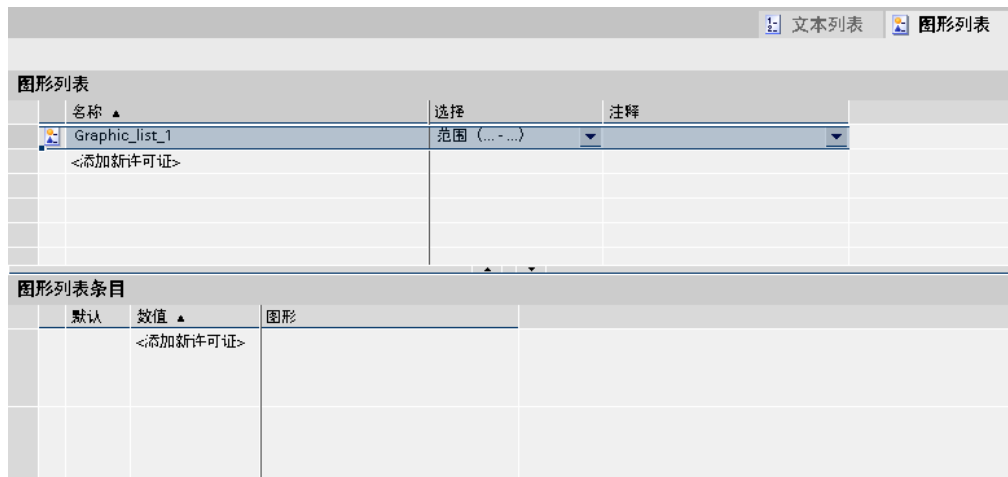 文本列表 图形列表
图形列表
名称 ▲ 选择 注释
Graphic_list_1 范围 (... - ...)
<添加新许可证>
图形列表条目
默认 数值 ▲ 图形
<添加新许可证>